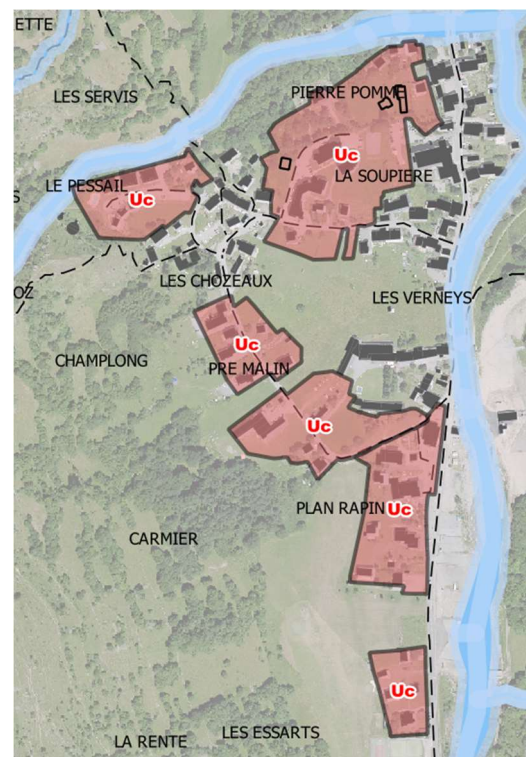 ETTE
LES SERVIS
PIERRE POMME
Uc
LA SOUPIERE
LE PESSAIL
Uc
S
LES CHOZEAUX
OZ
LES VERNEYS
Uc
CHAMPLONG
PRE MALIN
Uc
PLAN RAPIN
Uc
CARMIER
Uc
LES ESSARTS
LA RENTE